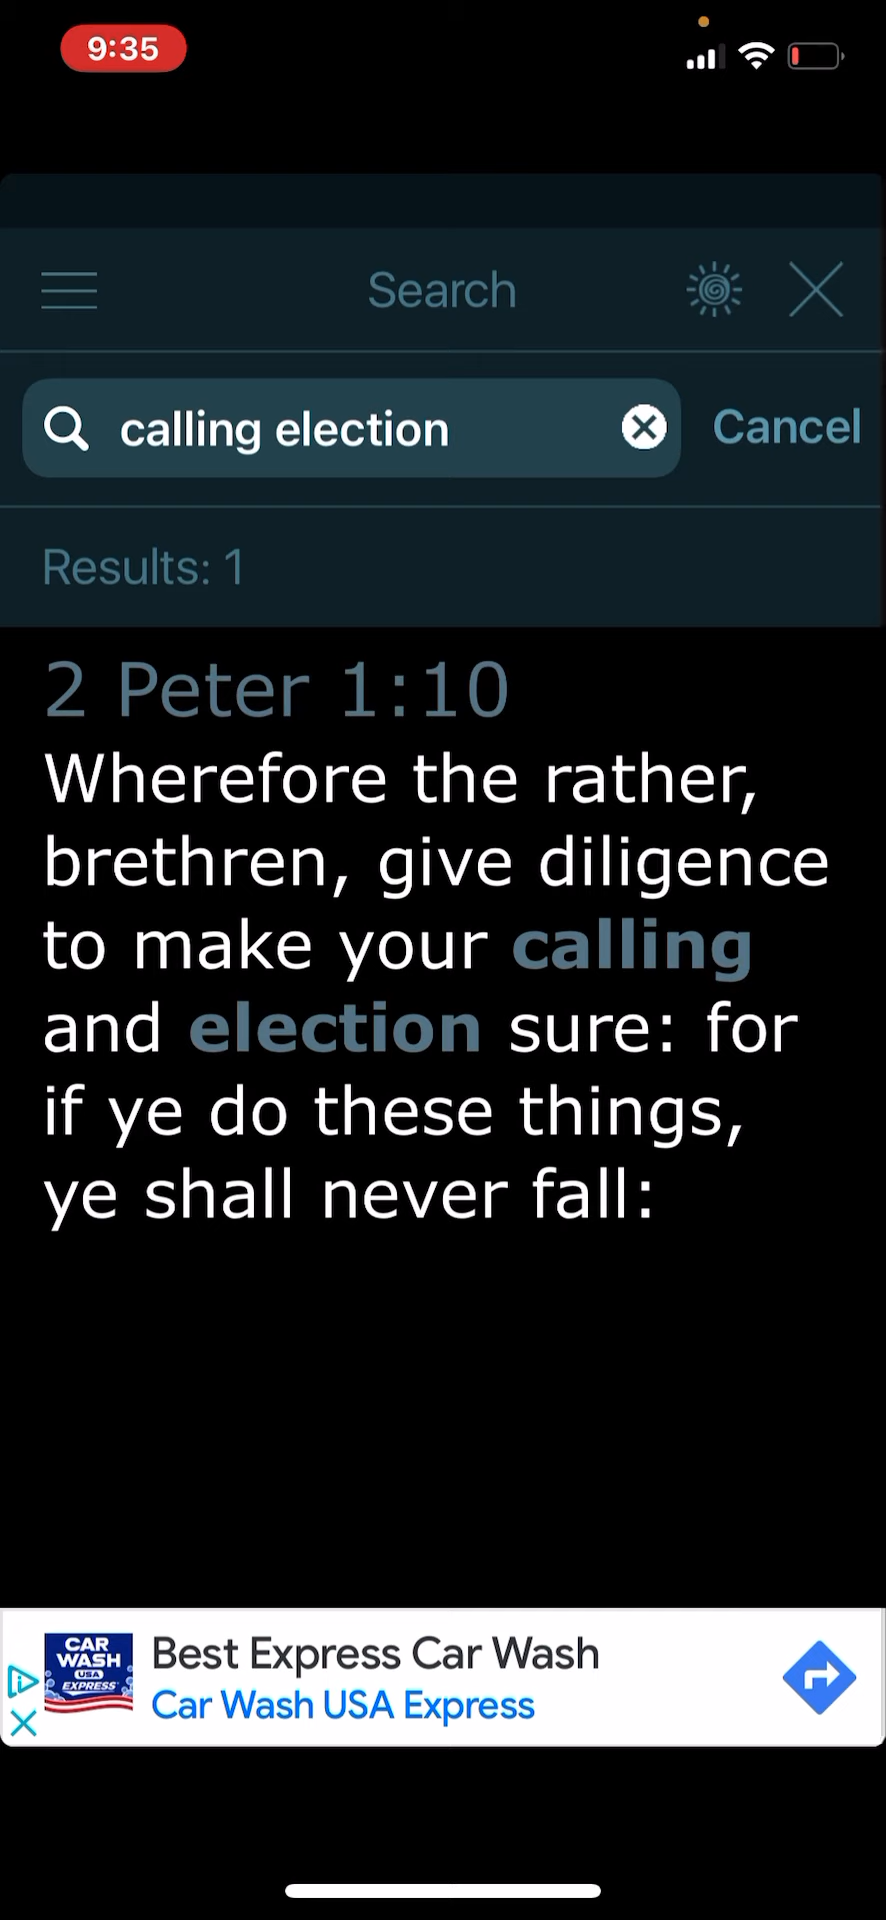 9:35
Search
calling election
Cancel
Results: 1
2 Peter 1:10
Wherefore the rather,
brethren, give diligence
to make your calling
and election sure: for
if ye do these things,
ye shall never fall:
CAR
WASH
USA
EXPRESS
Best Express Car Wash
Car Wash USA Express